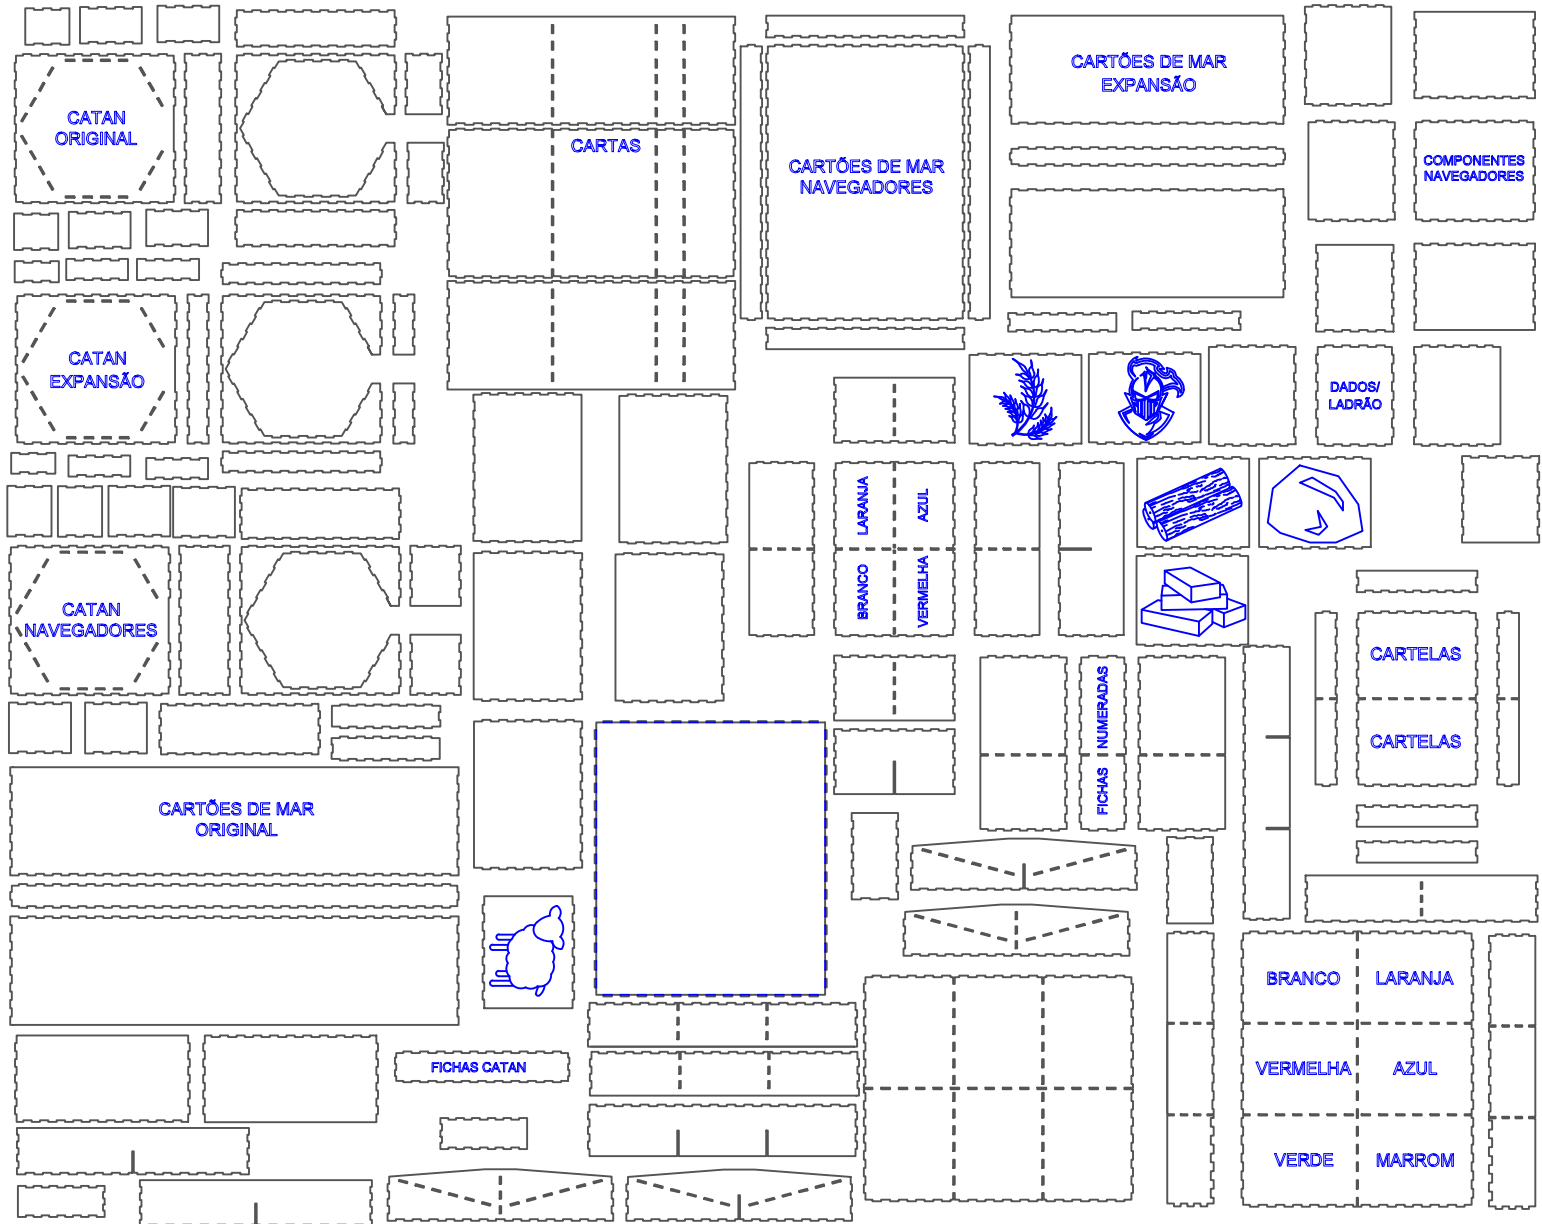 CATAN
ORIGINAL
CARTAS
CARTÕES DE MAR
NAVEGADORES
CARTÕES DE MAR
EXPANSÃO
COMPONENTES
NAVEGADORES
CATAN
EXPANSÃO
DADOS/
LADRÃO
LARANJA
AZUL
BRANCO
VERMELHA
CATAN
NAVEGADORES
CARTELAS
CARTELAS
FICHAS NUMERADAS
CARTÕES DE MAR
ORIGINAL
BRANCO
LARANJA
VERMELHA
AZUL
VERDE
MARROM
FICHAS CATAN